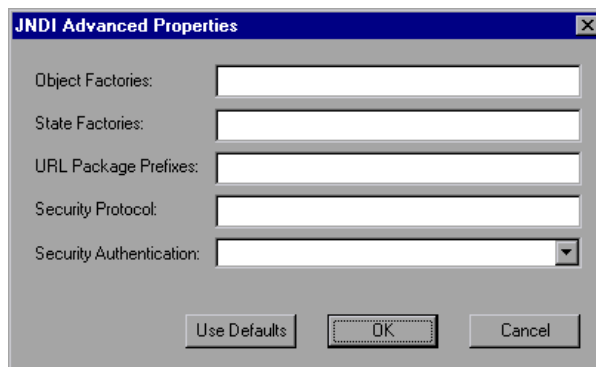 JNDI Advanced Properties
Object Factories:
State Factories:
URL Package Prefixes:
Security Protocol:
Security Authentication:
Use Defaults OK Cancel